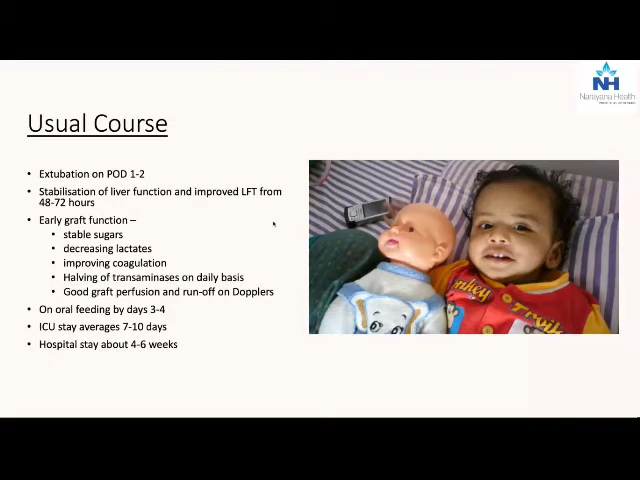 NH
Narayana Health
Usual Course
• Extubation on POD 1-2
• Stabilisation of liver function and improved LFT from
48-72 hours
• Early graft function –
• stable sugars
• decreasing lactates
• improving coagulation
• Halving of transaminases on daily basis
• Good graft perfusion and run-off on Dopplers
• On oral feeding by days 3-4
• ICU stay averages 7-10 days
• Hospital stay about 4-6 weeks